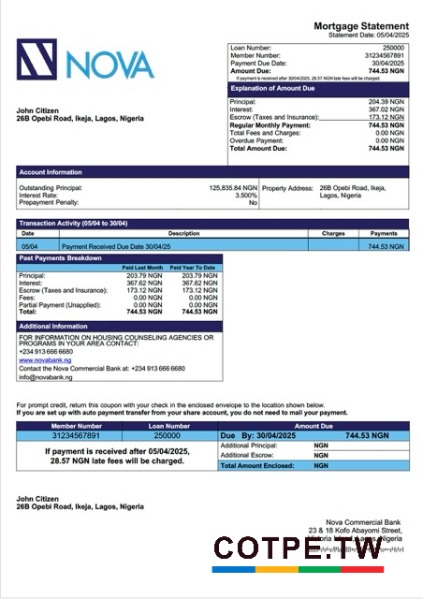 Mortgage Statement
Statement Date: 05/04/2025
NOVA
Loan Number: 250000
Member Number: 31234567891
Payment Due Date: 30/04/2025
Amount Due: 744.53 NGN
If payment is received after 30/04/2025, 28.57 NGN late fees will be charged.
Explanation of Amount Due
Principal: 204.39 NGN
Interest: 367.02 NGN
Escrow (Taxes and Insurance): 173.12 NGN
Regular Monthly Payment: 744.53 NGN
Total Fees and Charges: 0.00 NGN
Overdue Payment: 0.00 NGN
Total Amount Due: 744.53 NGN
John Citizen
26B Opebi Road, Ikeja, Lagos, Nigeria
Account Information
Outstanding Principal: 125,835.84 NGN
Interest Rate: 3.500%
Prepayment Penalty: No
Property Address: 26B Opebi Road, Ikeja,
Lagos, Nigeria
Transaction Activity (05/04 to 30/04)
Date Description Charges Payments
05/04 Payment Received Due Date 30/04/25 744.53 NGN
Past Payments Breakdown
Paid Last Month Paid Year To Date
Principal: 203.79 NGN 203.79 NGN
Interest: 367.62 NGN 367.62 NGN
Escrow (Taxes and Insurance): 173.12 NGN 173.12 NGN
Fees: 0.00 NGN 0.00 NGN
Partial Payment (Unapplied): 0.00 NGN 0.00 NGN
Total: 744.53 NGN 744.53 NGN
Additional Information
FOR INFORMATION ON HOUSING COUNSELING AGENCIES OR
PROGRAMS IN YOUR AREA CONTACT:
+234 913 666 6680
www.novabank.ng
Contact the Nova Commercial Bank at: +234 913 666 6680
info@novabank.ng
For prompt credit, return this coupon with your check in the enclosed envelope to the location shown below.
If you are set up with auto payment transfer from your share account, you do not need to mail your payment.
Member Number Loan Number Amount Due
31234567891 250000 Due By: 30/04/2025 744.53 NGN
If payment is received after 05/04/2025,
28.57 NGN late fees will be charged.
Additional Principal: NGN
Additional Escrow: NGN
Total Amount Enclosed: NGN
John Citizen
26B Opebi Road, Ikeja, Lagos, Nigeria
Nova Commercial Bank
23 & 18 Kofo Abayomi Street,
Lagos, Nigeria
COTPE.TW